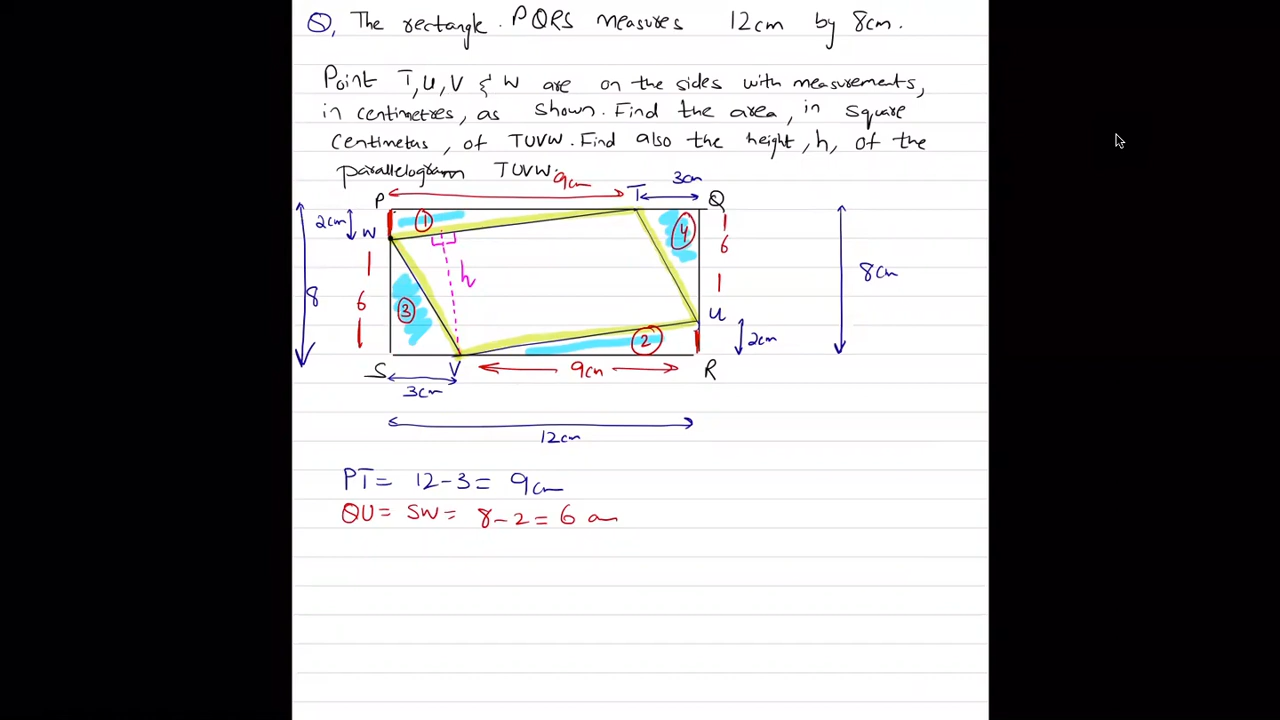 Q, The rectangle. PQRS measures 12cm by 8cm.
Point T, U, V & W are on the sides with measurements,
in centimetres, as shown. Find the area, in square
centimetas, of TUVW. Find also the height, h, of the
parallelogram TUVW.
9cm 3cm
P T Q
2cm W 1 4 6
h
8 6 3 8cm
U
2 2cm
S V 9cm R
3cm
12cm
PT = 12-3 = 9cm
QU = SW = 8-2 = 6 cm